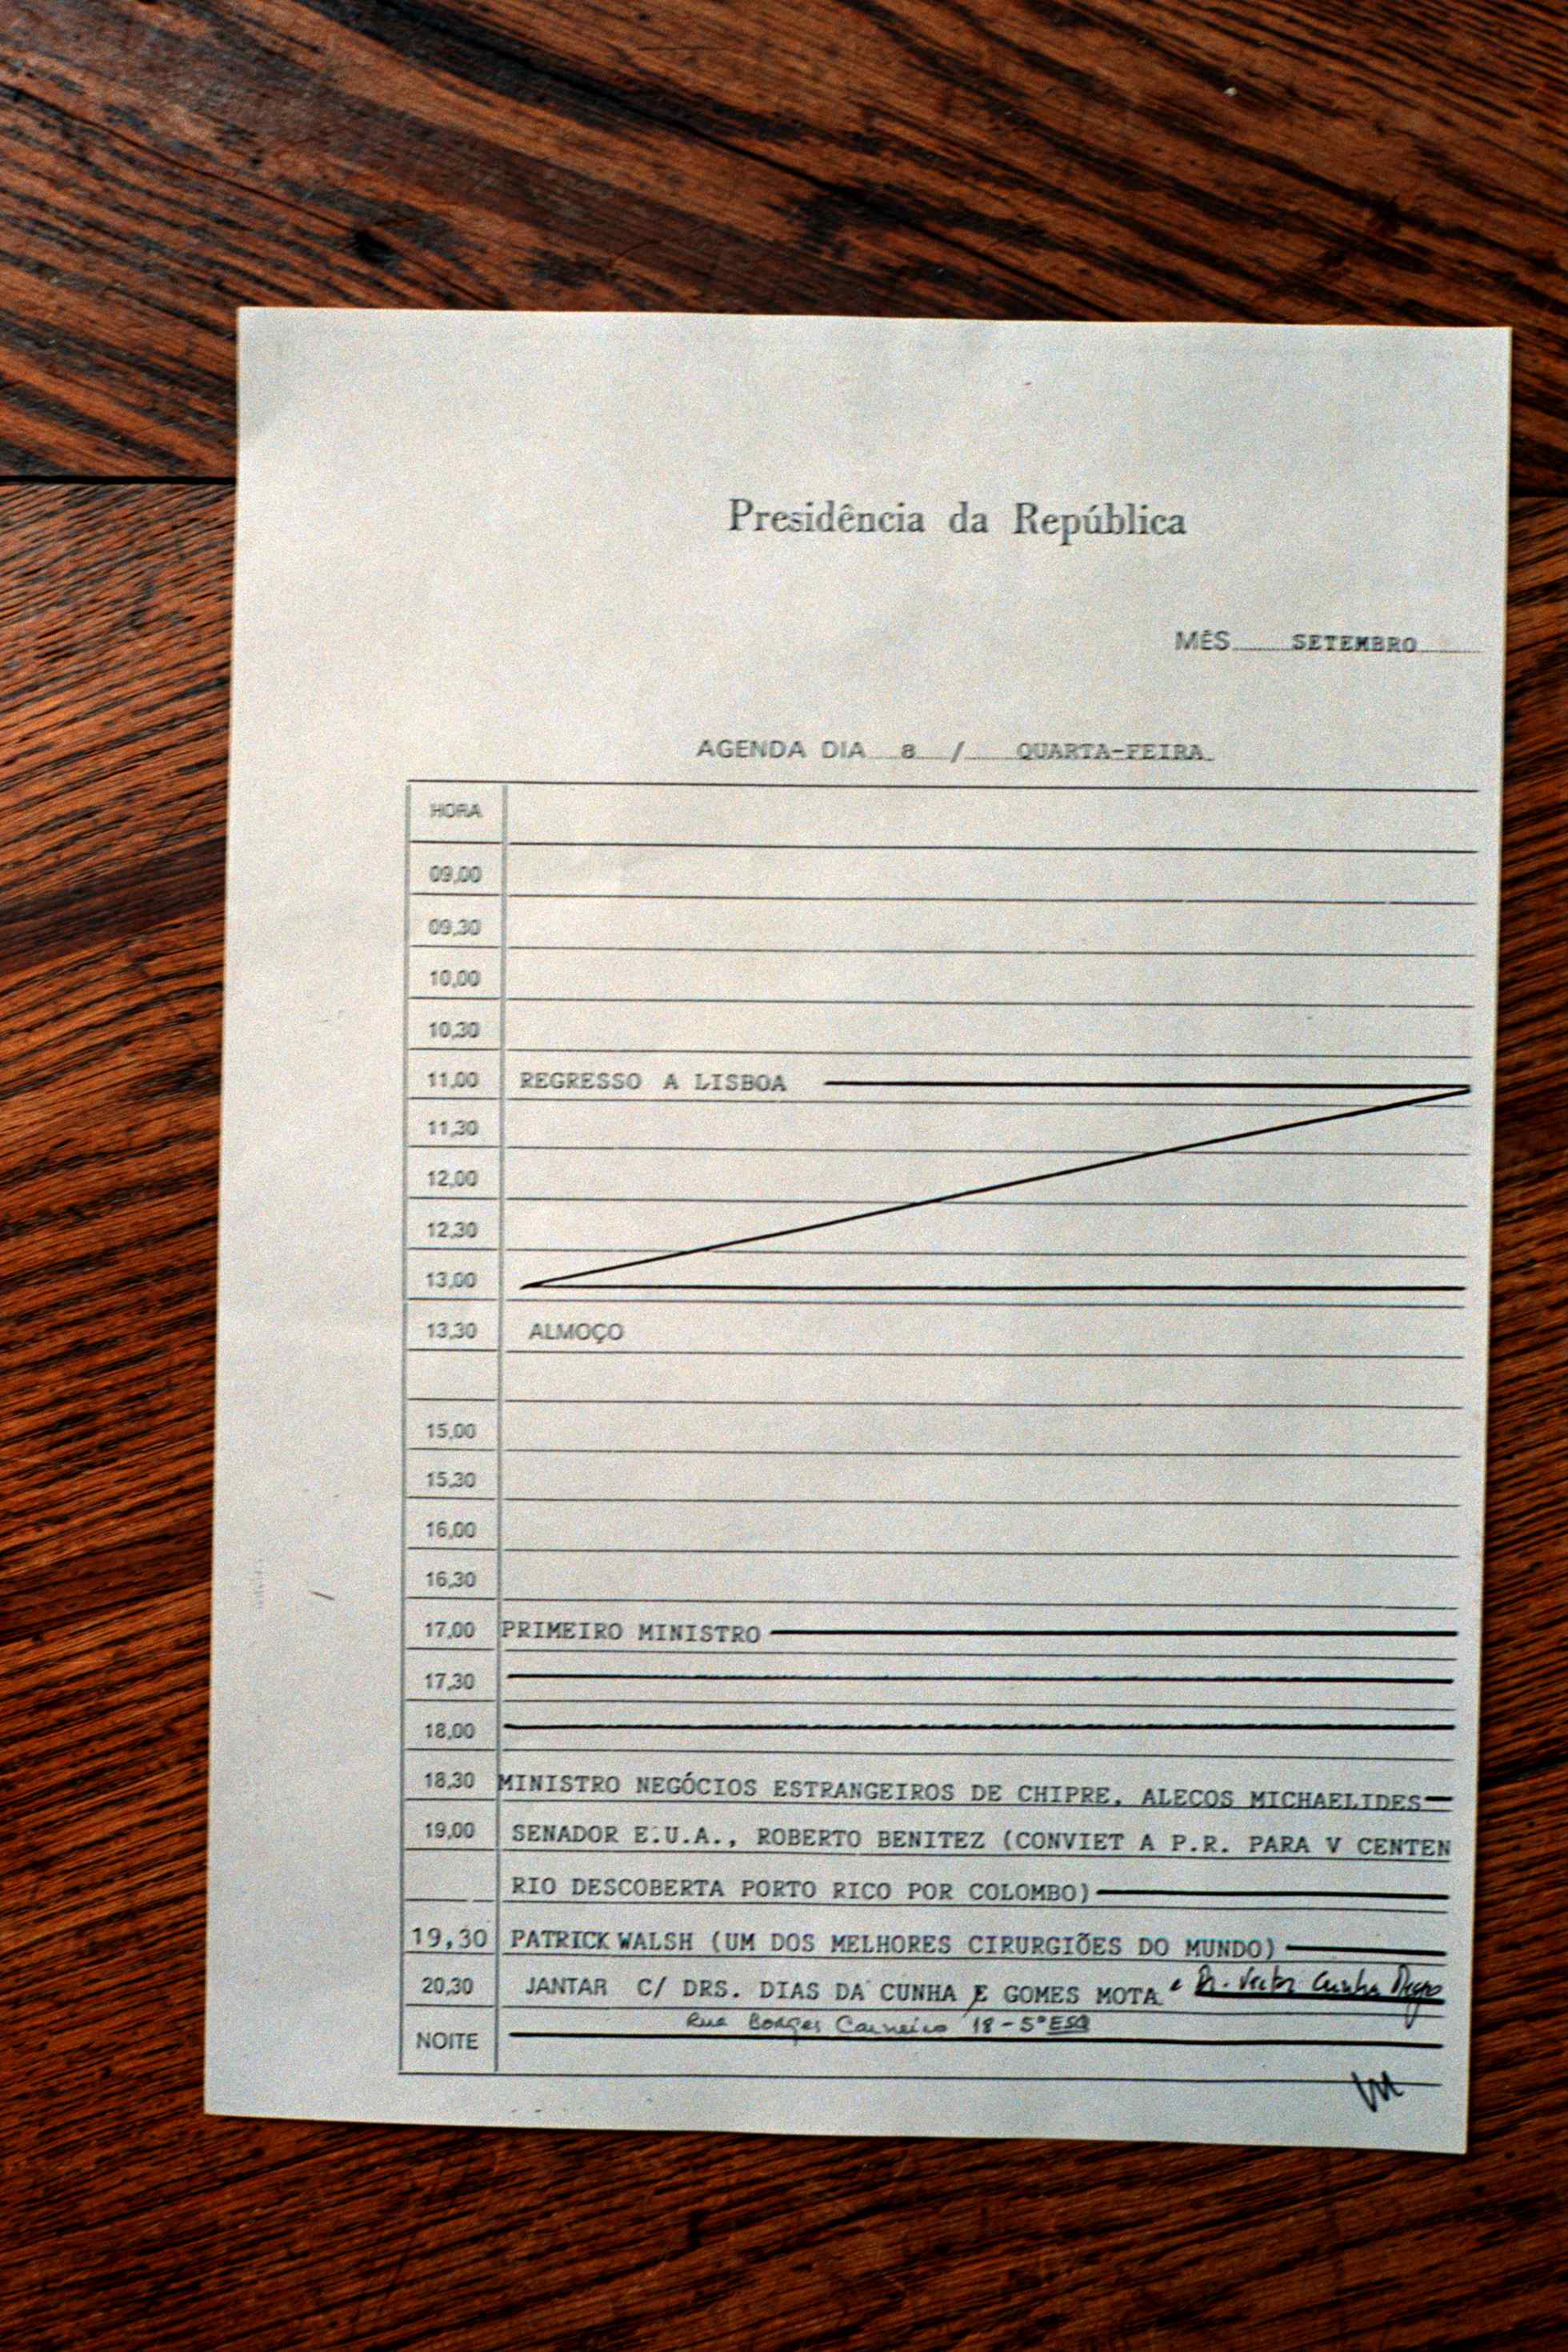 Presidência da República
MÊS SETEMBRO
AGENDA DIA 8 / QUARTA-FEIRA
HORA
09,00
09,30
10,00
10,30
11,00 REGRESSO A LISBOA
11,30
12,00
12,30
13,00
13,30 ALMOÇO
15,00
15,30
16,00
16,30
17,00 PRIMEIRO MINISTRO
17,30
18,00
18,30 MINISTRO NEGÓCIOS ESTRANGEIROS DE CHIPRE, ALECOS MICHAELIDES
19,00 SENADOR E.U.A., ROBERTO BENITEZ (CONVIET A P.R. PARA V CENTEN
RIO DESCOBERTA PORTO RICO POR COLOMBO)
19,30 PATRICK WALSH (UM DOS MELHORES CIRURGIÕES DO MUNDO)
20,30 JANTAR C/ DRS. DIAS DA CUNHA E GOMES MOTA e Dr. Vector Cunha Rego
Rua Borges Carneiro 18-5º ESQ
NOITE